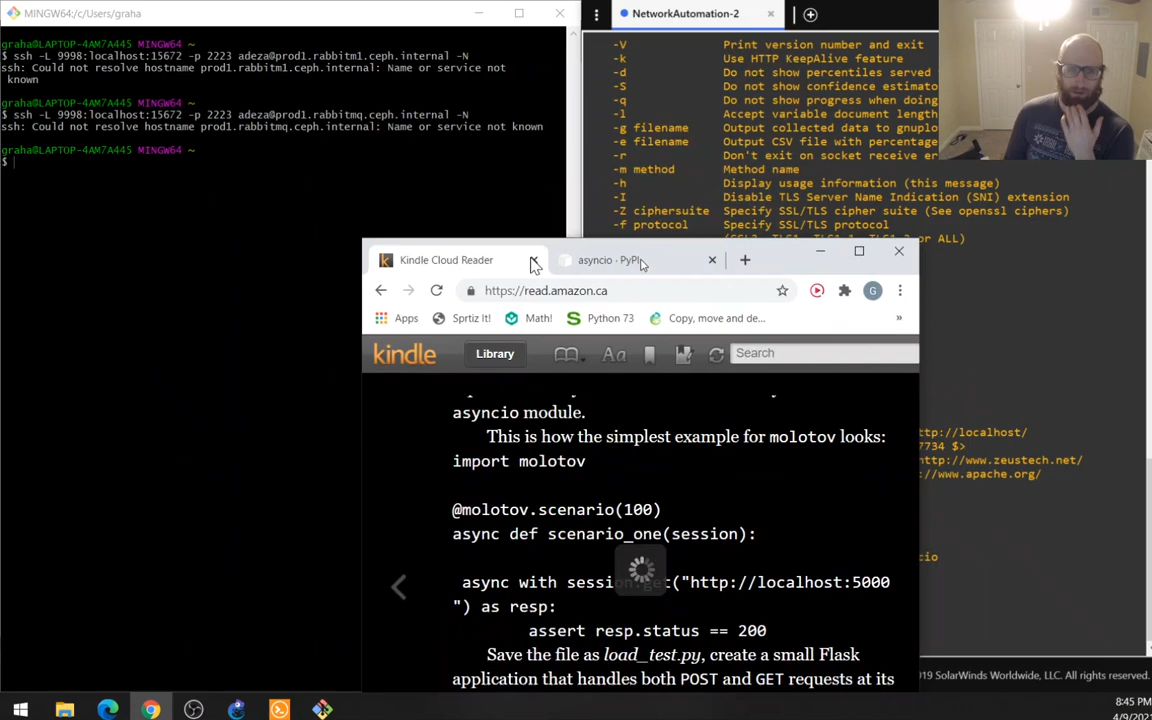 MINGW64:/c/Users/graha
graha@LAPTOP-4AM7A445 MINGW64 ~
$ ssh -L 9998:localhost:15672 -p 2223 adeza@prod1.rabbitm1.ceph.internal -N
ssh: Could not resolve hostname prod1.rabbitm1.ceph.internal: Name or service not
known
graha@LAPTOP-4AM7A445 MINGW64 ~
$ ssh -L 9998:localhost:15672 -p 2223 adeza@prod1.rabbitmq.ceph.internal -N
ssh: Could not resolve hostname prod1.rabbitmq.ceph.internal: Name or service not known
graha@LAPTOP-4AM7A445 MINGW64 ~
$
NetworkAutomation-2
-V Print version number and exit
-k Use HTTP KeepAlive feature
-d Do not show percentiles served
-S Do not show confidence estimato
-q Do not show progress when doing
-l Accept variable document length
-g filename Output collected data to gnuplo
-e filename Output CSV file with percentage
-r Don't exit on socket receive er
-m method Method name
-h Display usage information (this message)
-I Disable TLS Server Name Indication (SNI) extension
-Z ciphersuite Specify SSL/TLS cipher suite (See openssl ciphers)
-f protocol Specify SSL/TLS protocol
or ALL)
Kindle Cloud Reader
asyncio · PyPI
https://read.amazon.ca
Apps Sprtiz It! Math! Python 73 Copy, move and de... »
kindle Library Aa Search
asyncio module.
This is how the simplest example for molotov looks:
import molotov
@molotov.scenario(100)
async def scenario_one(session):
async with session.get("http://localhost:5000
") as resp:
assert resp.status == 200
Save the file as load_test.py, create a small Flask
application that handles both POST and GET requests at its
ttp://localhost/
7734 $>
ttp://www.zeustech.net/
://www.apache.org/
cio
19 SolarWinds Worldwide, LLC. All rights reserved.
8:45 PM